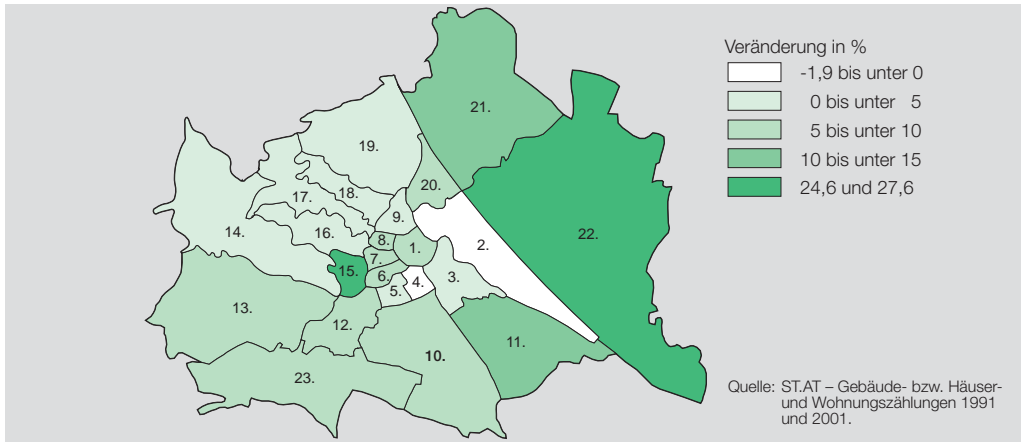 Veränderung in %
-1,9 bis unter 0
0 bis unter 5
5 bis unter 10
10 bis unter 15
24,6 und 27,6
21.
19.
20.
18.
17.
9.
16.
14.
8.
1.
2.
22.
7.
15.
6.
3.
4.
5.
13.
12.
11.
10.
23.
Quelle: ST.AT – Gebäude- bzw. Häuser-
und Wohnungszählungen 1991
und 2001.